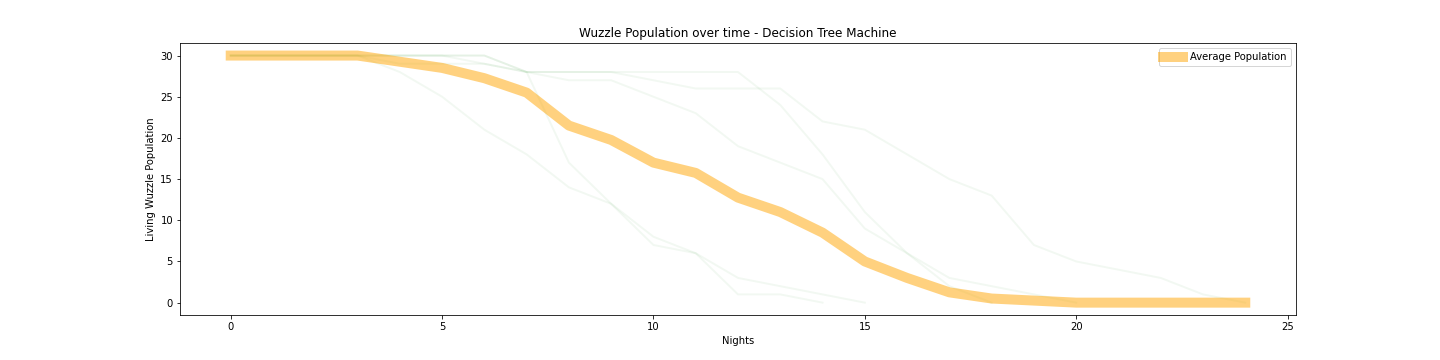 Wuzzle Population over time - Decision Tree Machine
Average Population
Living Wuzzle Population
30
25
20
15
10
5
0
0 5 10 15 20 25
Nights